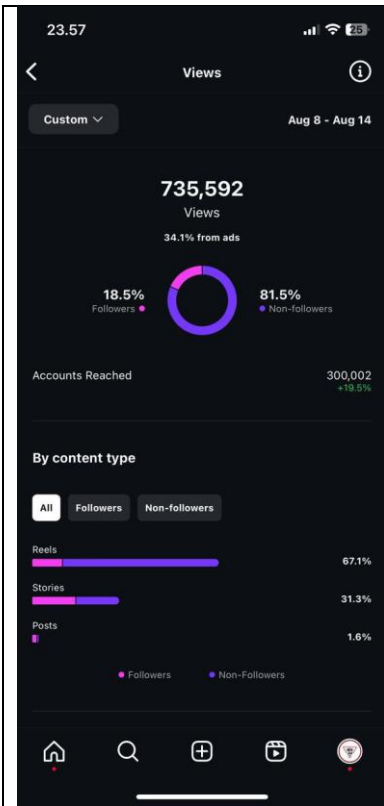 23.57
25
Views
Custom
Aug 8 - Aug 14
735,592
Views
34.1% from ads
18.5%
Followers
81.5%
Non-followers
Accounts Reached
300,002
+19.5%
By content type
All
Followers
Non-followers
Reels
67.1%
Stories
31.3%
Posts
1.6%
Followers
Non-Followers